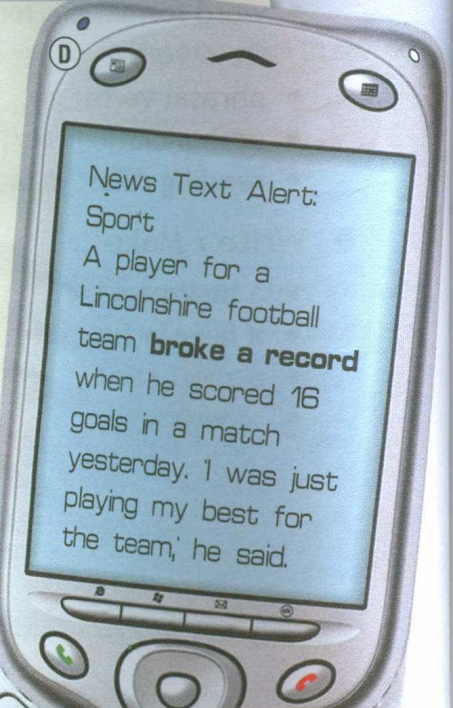 D
News Text Alert:
Sport
A player for a
Lincolnshire football
team broke a record
when he scored 16
goals in a match
yesterday. 'I was just
playing my best for
the team,' he said.